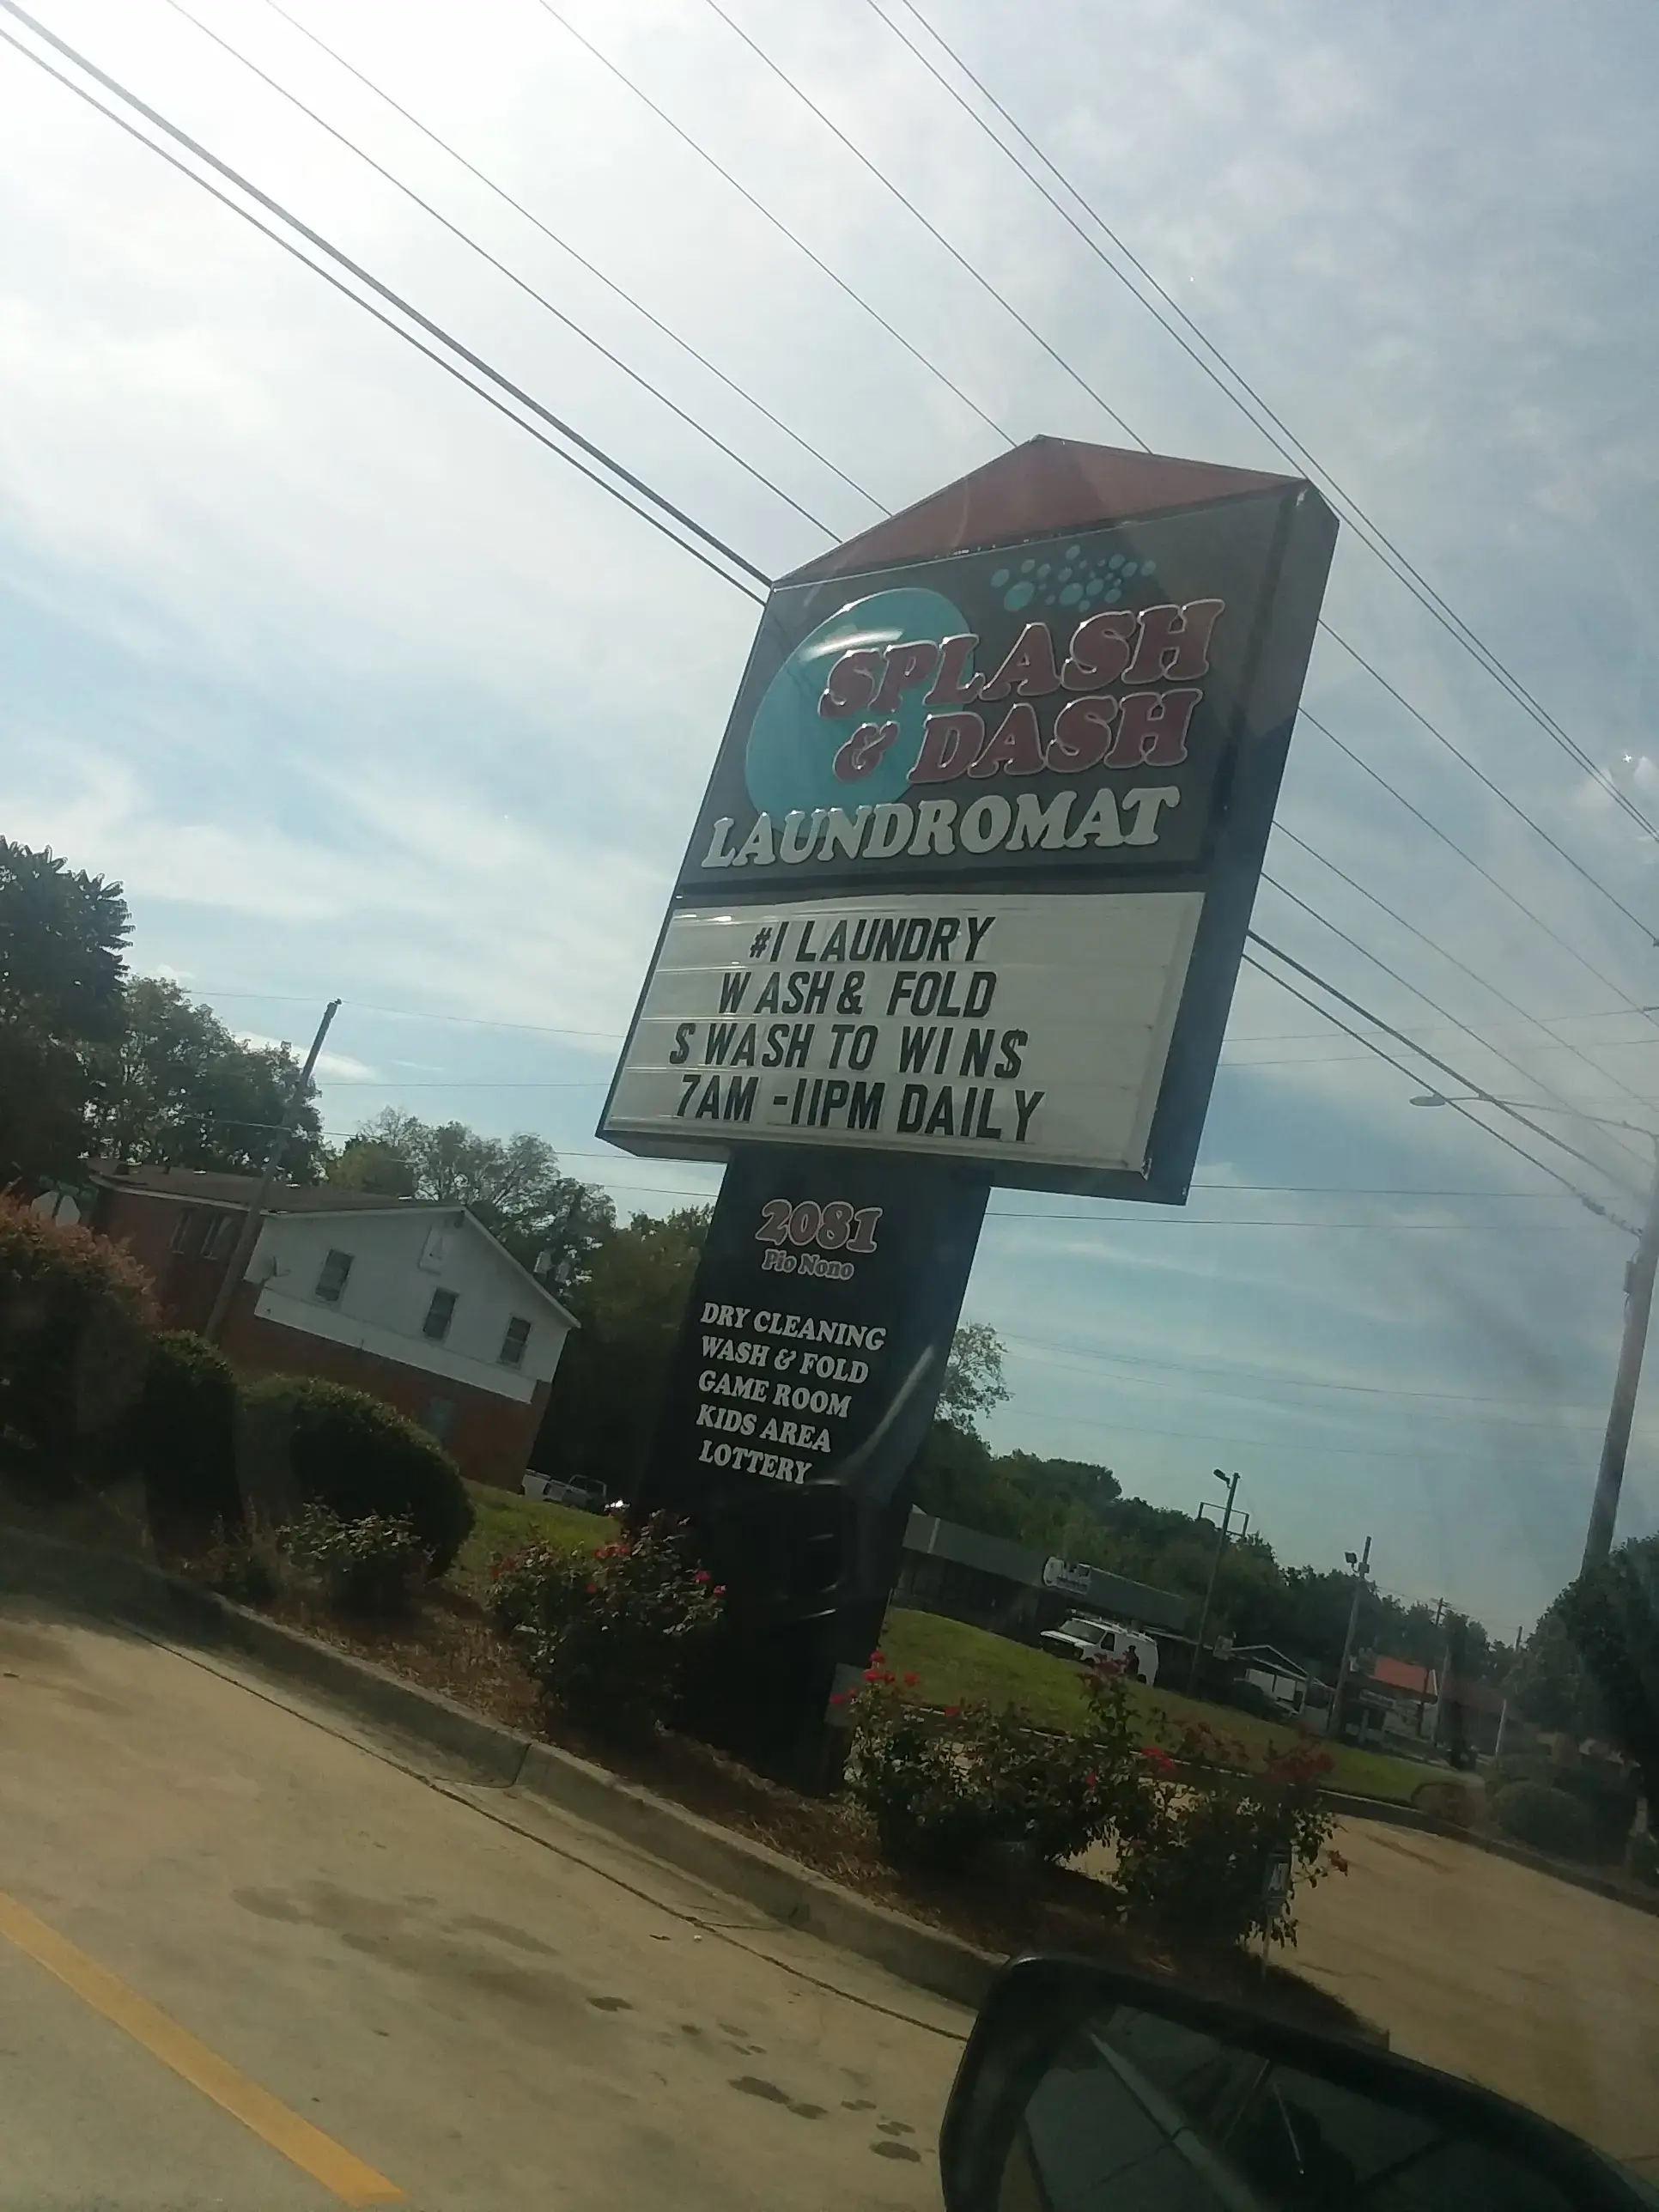 SPLASH
& DASH
LAUNDROMAT
#1 LAUNDRY
WASH & FOLD
$ WASH TO WIN $
7AM -11PM DAILY
2081
Pio Nono
DRY CLEANING
WASH & FOLD
GAME ROOM
KIDS AREA
LOTTERY